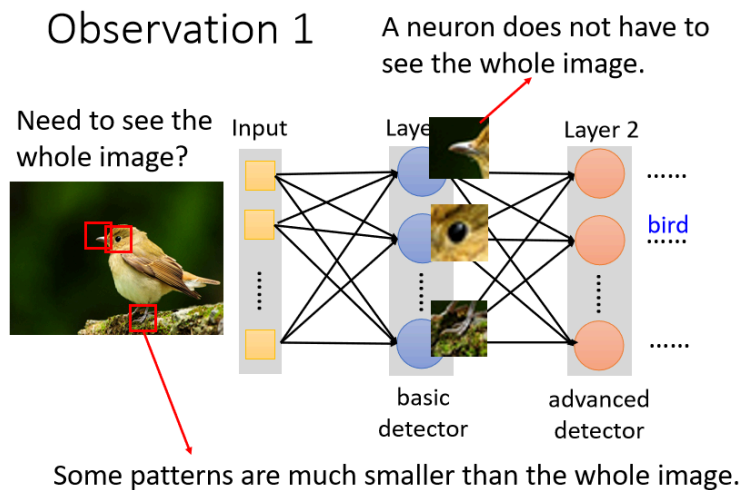 Observation 1
A neuron does not have to
see the whole image.
Need to see the
whole image?
Input
Laye
Layer 2
......
bird
......
......
......
......
......
basic
detector
advanced
detector
Some patterns are much smaller than the whole image.